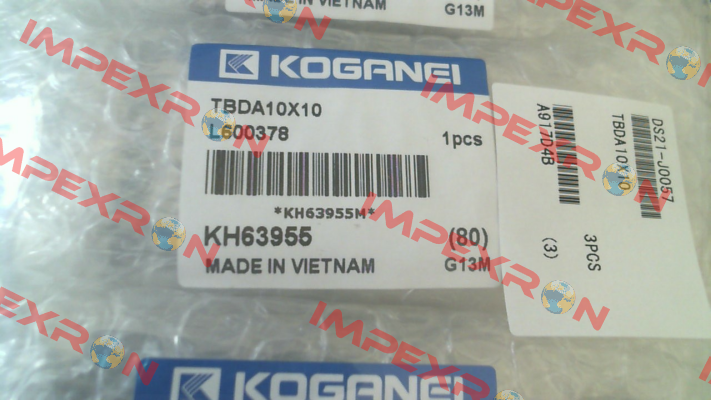 MADE IN VIETNAM G13M
KOGANEI
TBDA10X10
L600378 1pcs
*KH63955M*
KH63955 (80)
MADE IN VIETNAM G13M
DS21-J0057
TBDA10X10 3PCS
A917D4B (3)
KOGANEI
IMPEXRON
IMPEXRON
IMPEXRON
IMPEXRON
IMPEXRON